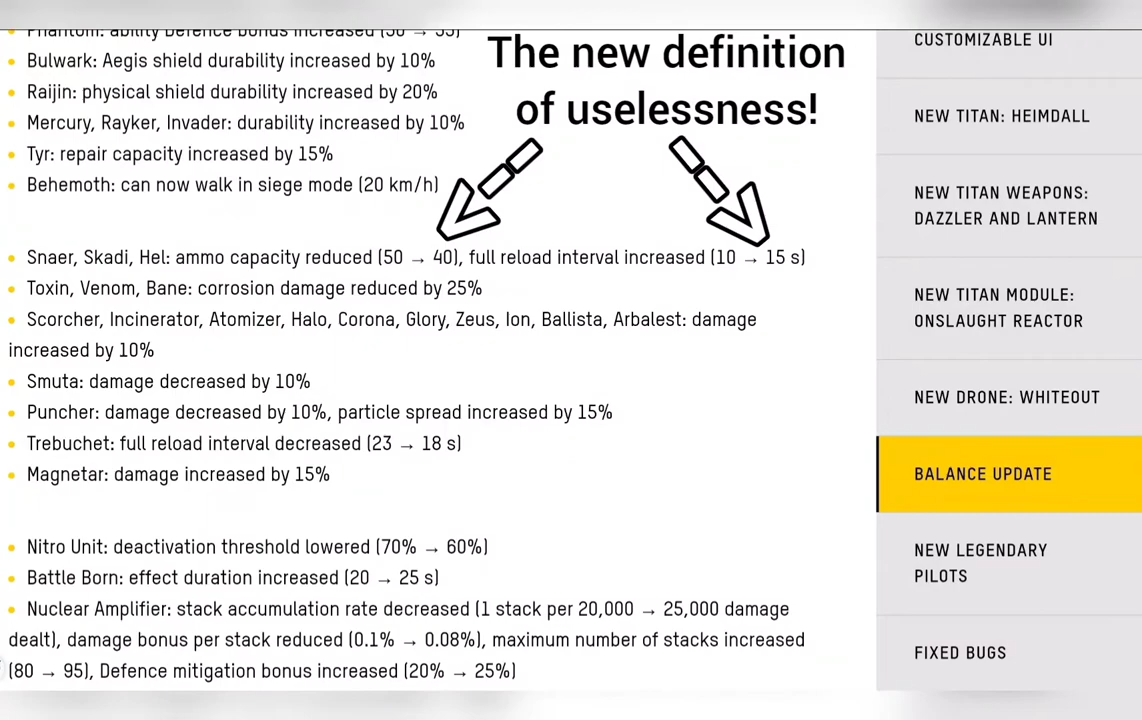 Phantom: ability Defence bonus increased (50 → 55)
The new definition
of uselessness!
• Bulwark: Aegis shield durability increased by 10%
• Raijin: physical shield durability increased by 20%
• Mercury, Rayker, Invader: durability increased by 10%
• Tyr: repair capacity increased by 15%
• Behemoth: can now walk in siege mode (20 km/h)
• Snaer, Skadi, Hel: ammo capacity reduced (50 → 40), full reload interval increased (10 → 15 s)
• Toxin, Venom, Bane: corrosion damage reduced by 25%
• Scorcher, Incinerator, Atomizer, Halo, Corona, Glory, Zeus, Ion, Ballista, Arbalest: damage
increased by 10%
• Smuta: damage decreased by 10%
• Puncher: damage decreased by 10%, particle spread increased by 15%
• Trebuchet: full reload interval decreased (23 → 18 s)
• Magnetar: damage increased by 15%
• Nitro Unit: deactivation threshold lowered (70% → 60%)
• Battle Born: effect duration increased (20 → 25 s)
• Nuclear Amplifier: stack accumulation rate decreased (1 stack per 20,000 → 25,000 damage
dealt), damage bonus per stack reduced (0.1% → 0.08%), maximum number of stacks increased
(80 → 95), Defence mitigation bonus increased (20% → 25%)
CUSTOMIZABLE UI
NEW TITAN: HEIMDALL
NEW TITAN WEAPONS:
DAZZLER AND LANTERN
NEW TITAN MODULE:
ONSLAUGHT REACTOR
NEW DRONE: WHITEOUT
BALANCE UPDATE
NEW LEGENDARY
PILOTS
FIXED BUGS